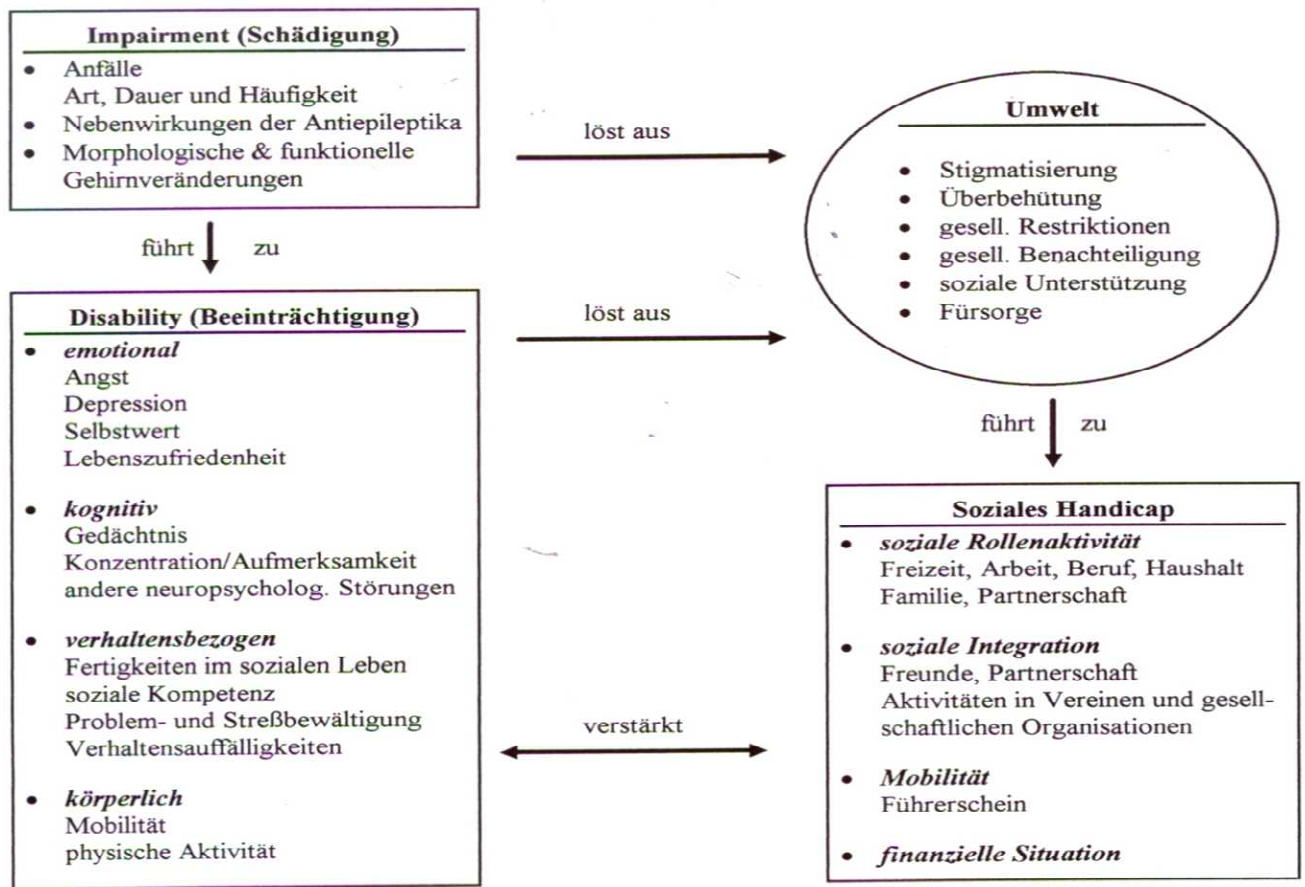 Impairment (Schädigung)
• Anfälle
Art, Dauer und Häufigkeit
• Nebenwirkungen der Antiepileptika
• Morphologische & funktionelle
Gehirnveränderungen
löst aus
Umwelt
• Stigmatisierung
• Überbehütung
• gesell. Restriktionen
• gesell. Benachteiligung
• soziale Unterstützung
• Fürsorge
führt zu
Disability (Beeinträchtigung)
• emotional
Angst
Depression
Selbstwert
Lebenszufriedenheit
• kognitiv
Gedächtnis
Konzentration/Aufmerksamkeit
andere neuropsycholog. Störungen
• verhaltensbezogen
Fertigkeiten im sozialen Leben
soziale Kompetenz
Problem- und Streßbewältigung
Verhaltensauffälligkeiten
• körperlich
Mobilität
physische Aktivität
löst aus
führt zu
Soziales Handicap
• soziale Rollenaktivität
Freizeit, Arbeit, Beruf, Haushalt
Familie, Partnerschaft
• soziale Integration
Freunde, Partnerschaft
Aktivitäten in Vereinen und gesell-
schaftlichen Organisationen
• Mobilität
Führerschein
• finanzielle Situation
verstärkt